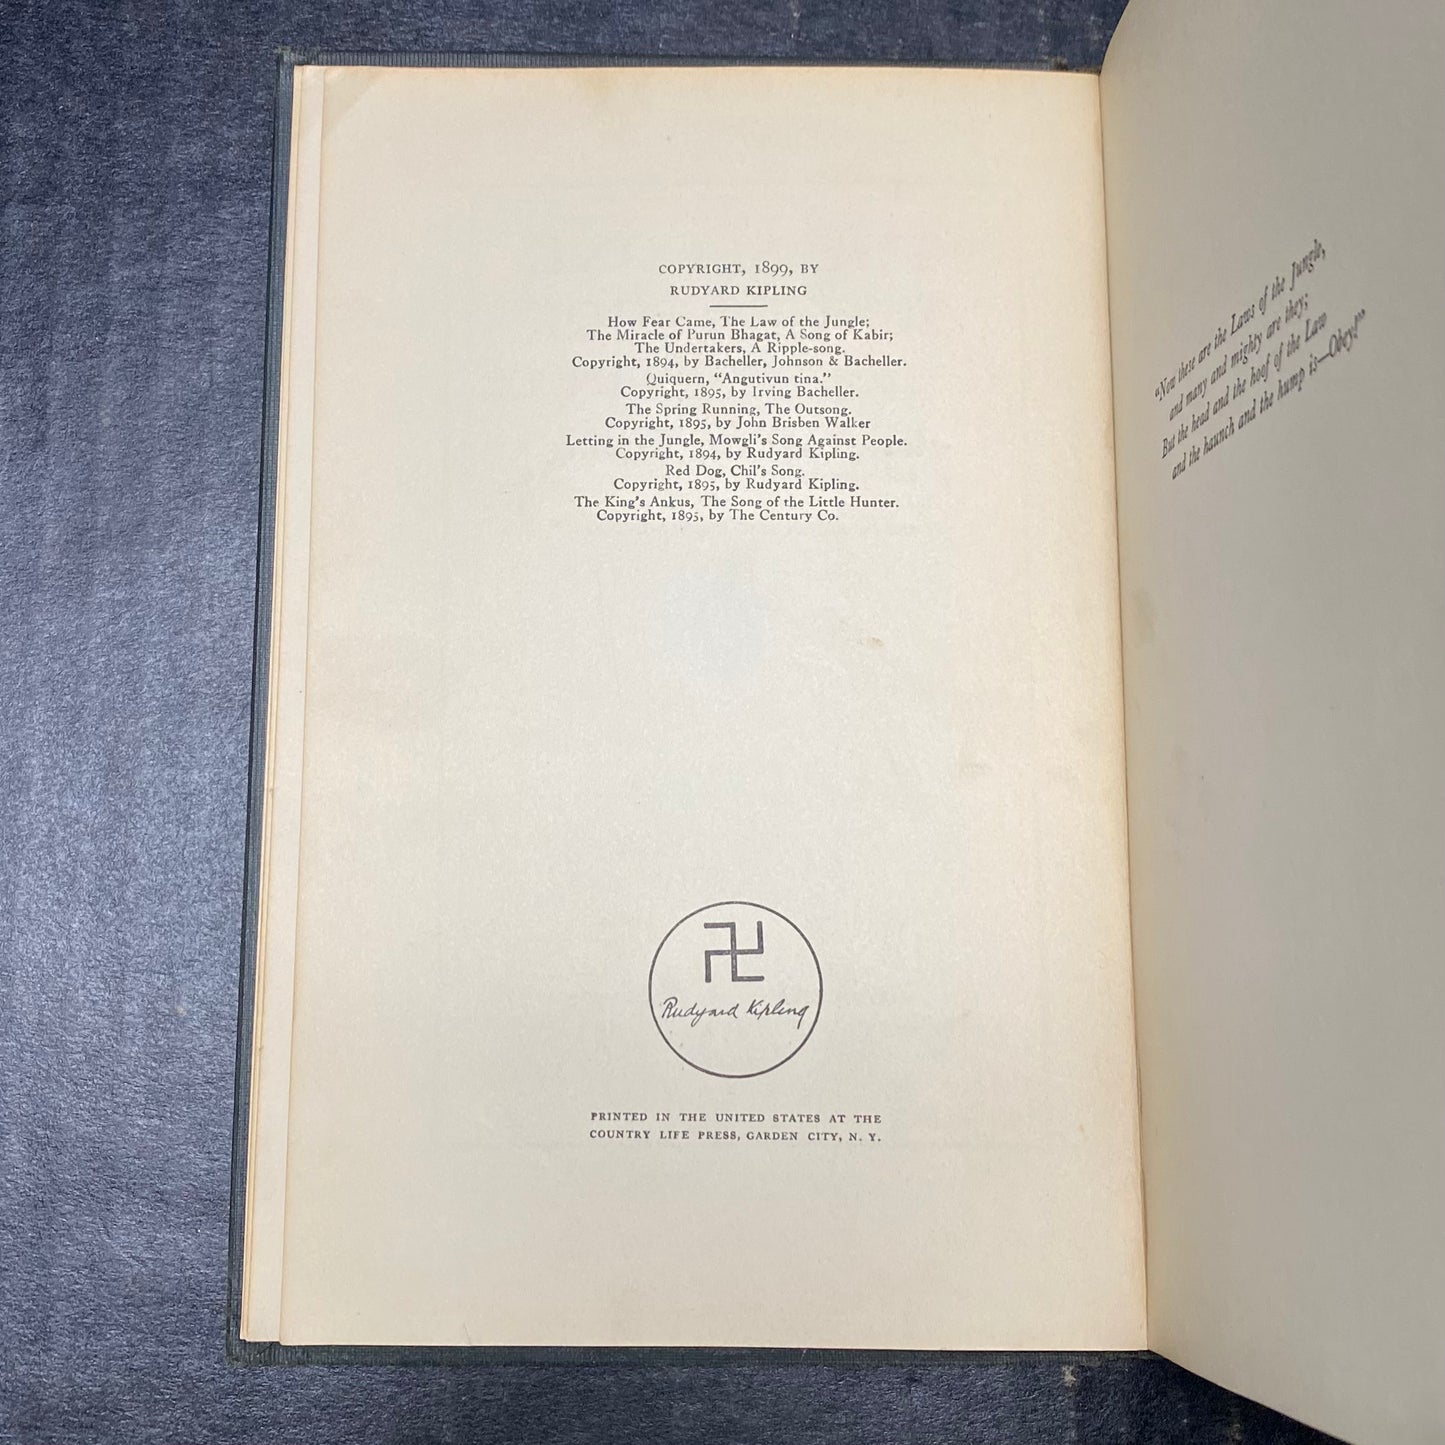 COPYRIGHT, 1899, BY
RUDYARD KIPLING
How Fear Came, The Law of the Jungle;
The Miracle of Purun Bhagat, A Song of Kabir;
The Undertakers, A Ripple-song.
Copyright, 1894, by Bacheller, Johnson & Bacheller.
Quiquern, "Angutivun tina."
Copyright, 1895, by Irving Bacheller.
The Spring Running, The Outsong.
Copyright, 1895, by John Brisben Walker
Letting in the Jungle, Mowgli's Song Against People.
Copyright, 1894, by Rudyard Kipling.
Red Dog, Chil's Song.
Copyright, 1895, by Rudyard Kipling.
The King's Ankus, The Song of the Little Hunter.
Copyright, 1895, by The Century Co.
Rudyard Kipling
PRINTED IN THE UNITED STATES AT THE
COUNTRY LIFE PRESS, GARDEN CITY, N. Y.
"Now these are the Laws of the Jungle,
and many and mighty are they;
But the head and the hoof of the Law
and the haunch and the hump is—Obey!"